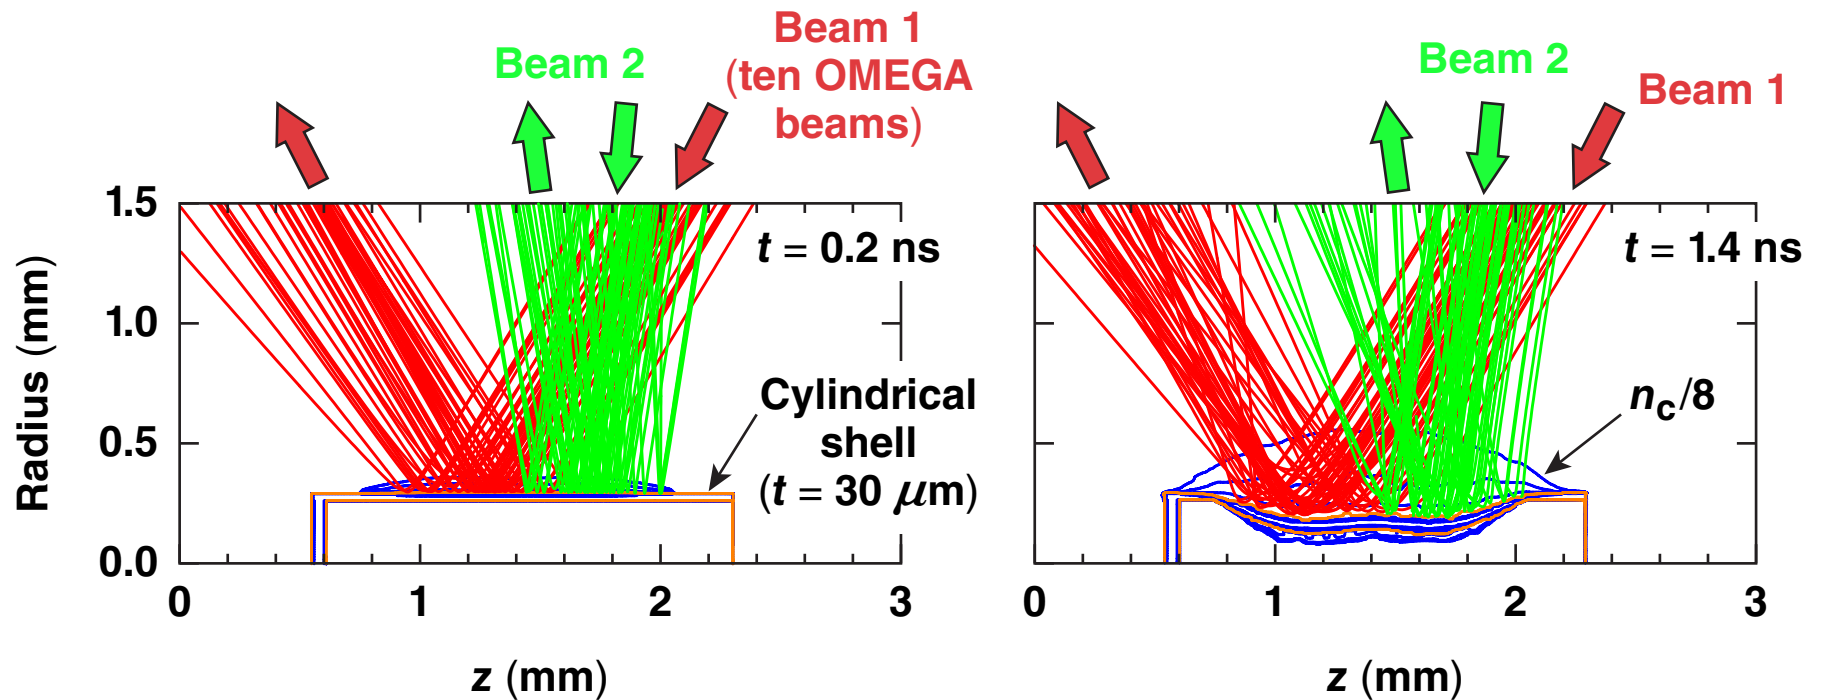 Beam 2
Beam 1
(ten OMEGA
beams)
Radius (mm)
1.5
1.0
0.5
0.0
t = 0.2 ns
Cylindrical
shell
(t = 30 μm)
0 1 2 3
z (mm)
Beam 2
Beam 1
t = 1.4 ns
nc/8
0 1 2 3
z (mm)